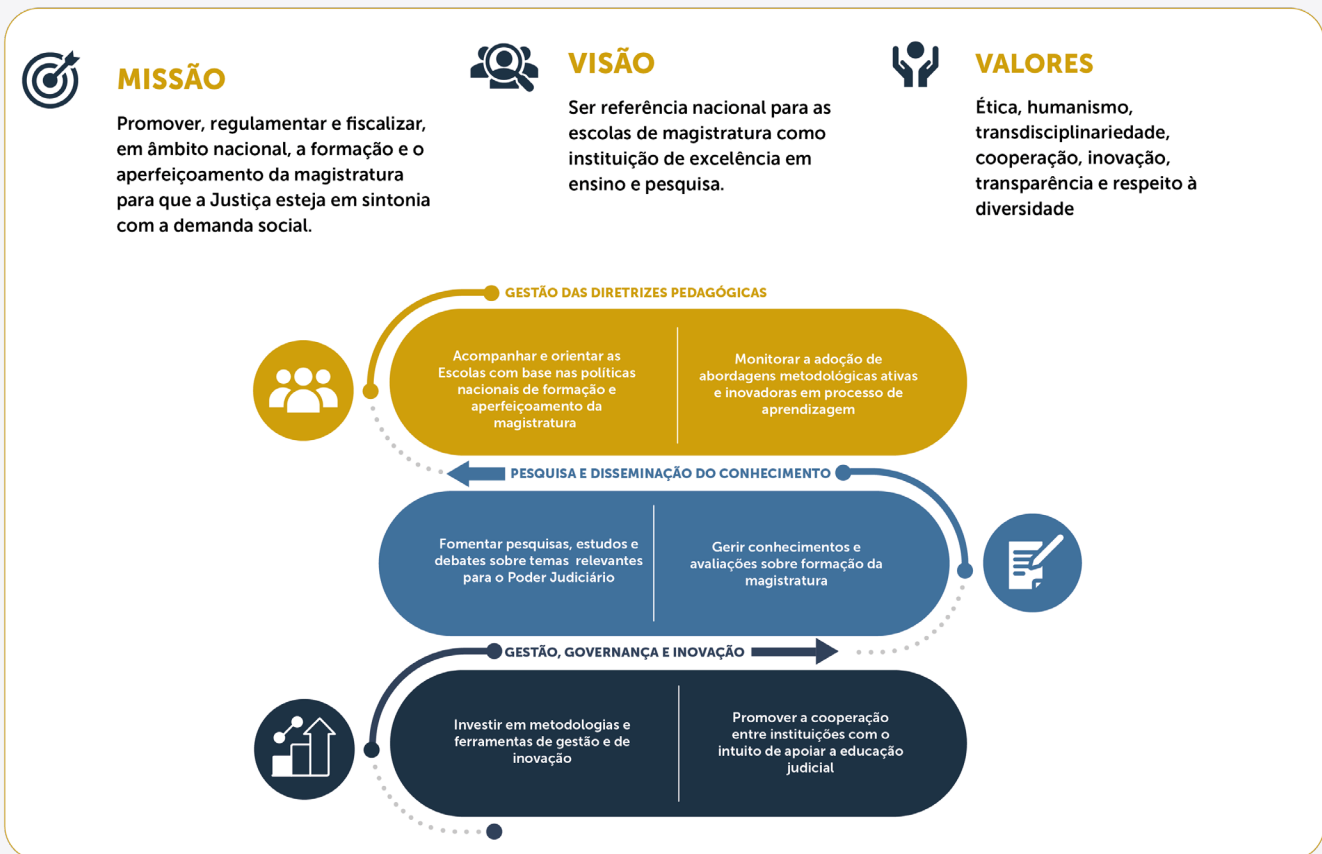 MISSÃO
Promover, regulamentar e fiscalizar,
em âmbito nacional, a formação e o
aperfeiçoamento da magistratura
para que a Justiça esteja em sintonia
com a demanda social.
VISÃO
Ser referência nacional para as
escolas de magistratura como
instituição de excelência em
ensino e pesquisa.
VALORES
Ética, humanismo,
transdisciplinariedade,
cooperação, inovação,
transparência e respeito à
diversidade
GESTÃO DAS DIRETRIZES PEDAGÓGICAS
Acompanhar e orientar as
Escolas com base nas políticas
nacionais de formação e
aperfeiçoamento da
magistratura
Monitorar a adoção de
abordagens metodológicas ativas
e inovadoras em processo de
aprendizagem
PESQUISA E DISSEMINAÇÃO DO CONHECIMENTO
Fomentar pesquisas, estudos e
debates sobre temas  relevantes
para o Poder Judiciário
Gerir conhecimentos e
avaliações sobre formação da
magistratura
GESTÃO, GOVERNANÇA E INOVAÇÃO
Investir em metodologias e
ferramentas de gestão e de
inovação
Promover a cooperação
entre instituições com o
intuito de apoiar a educação
judicial